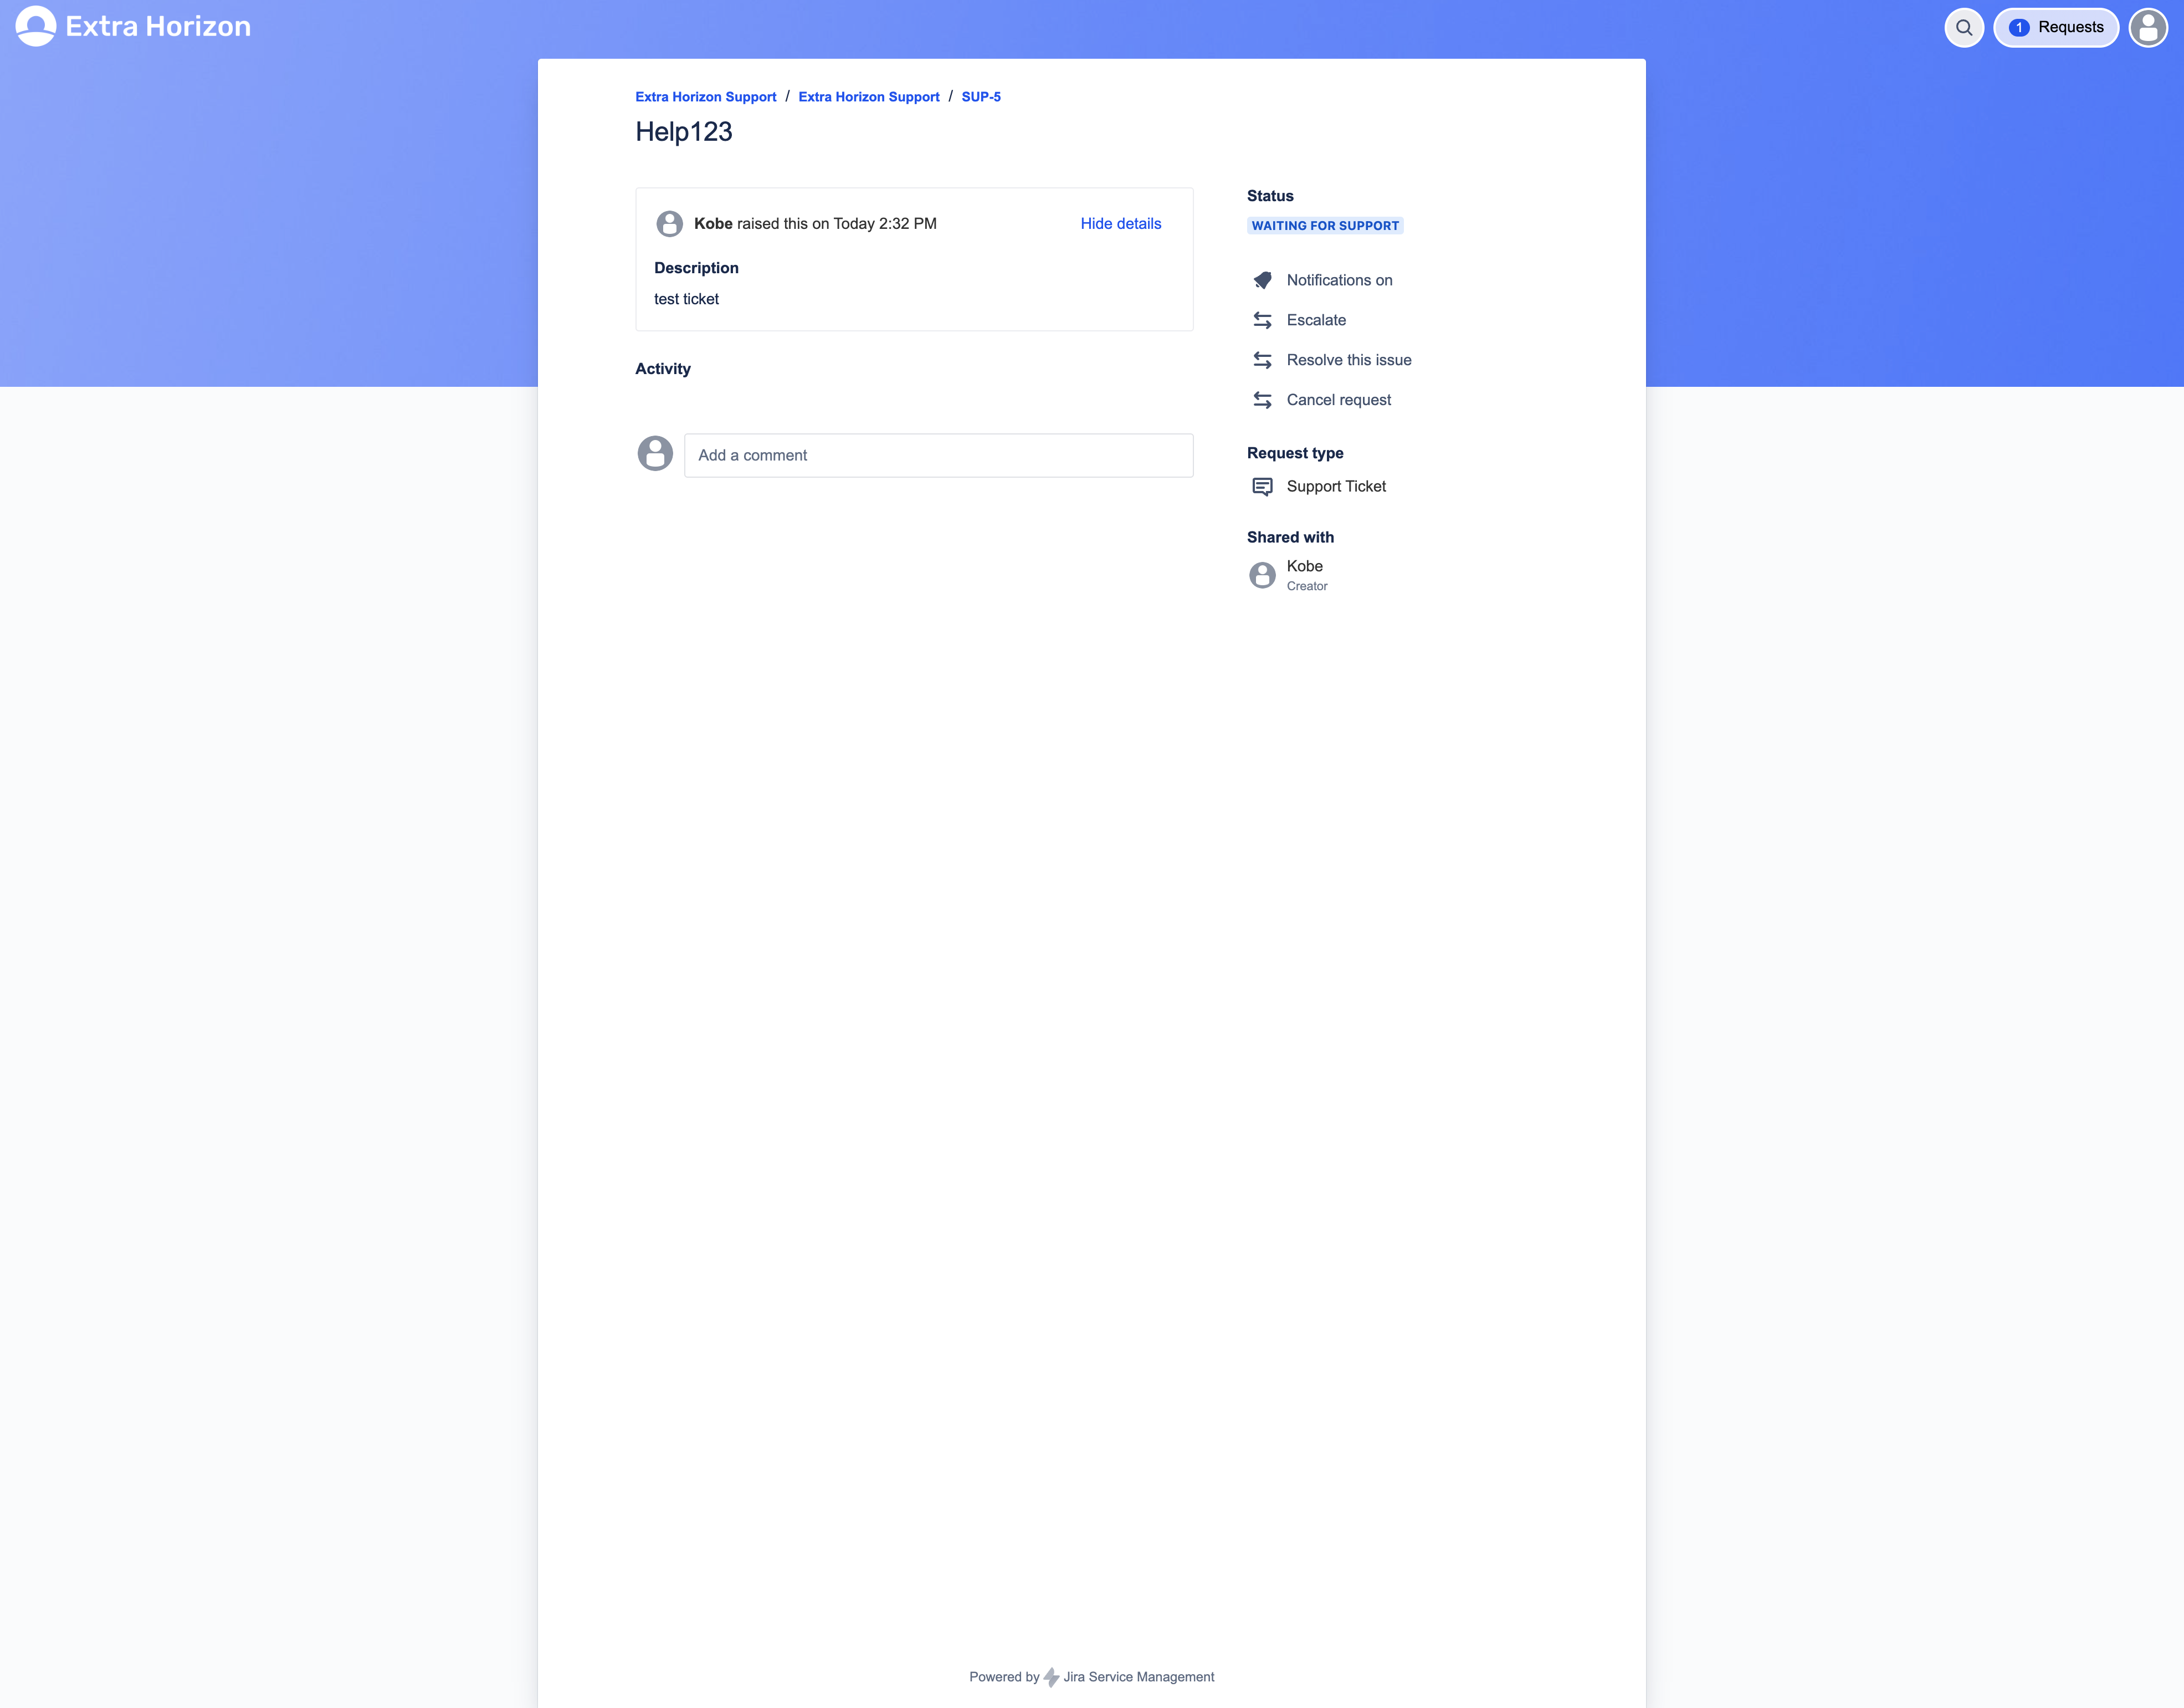 Extra Horizon
1 Requests
Extra Horizon Support / Extra Horizon Support / SUP-5
Help123
Kobe raised this on Today 2:32 PM
Hide details
Description
test ticket
Activity
Add a comment
Status
WAITING FOR SUPPORT
Notifications on
Escalate
Resolve this issue
Cancel request
Request type
Support Ticket
Shared with
Kobe
Creator
Powered by Jira Service Management